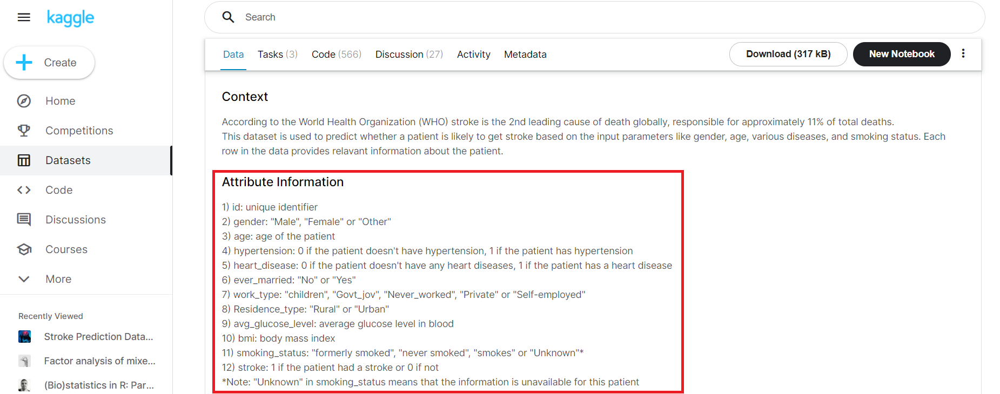 kaggle
Search
Create
Data Tasks (3) Code (566) Discussion (27) Activity Metadata Download (317 kB) New Notebook
Home
Competitions
Datasets
Code
Discussions
Courses
More
Recently Viewed
Stroke Prediction Data...
Factor analysis of mixe...
(Bio)statistics in R: Par...
Context
According to the World Health Organization (WHO) stroke is the 2nd leading cause of death globally, responsible for approximately 11% of total deaths.
This dataset is used to predict whether a patient is likely to get stroke based on the input parameters like gender, age, various diseases, and smoking status. Each
row in the data provides relavant information about the patient.
Attribute Information
1) id: unique identifier
2) gender: "Male", "Female" or "Other"
3) age: age of the patient
4) hypertension: 0 if the patient doesn't have hypertension, 1 if the patient has hypertension
5) heart_disease: 0 if the patient doesn't have any heart diseases, 1 if the patient has a heart disease
6) ever_married: "No" or "Yes"
7) work_type: "children", "Govt_jov", "Never_worked", "Private" or "Self-employed"
8) Residence_type: "Rural" or "Urban"
9) avg_glucose_level: average glucose level in blood
10) bmi: body mass index
11) smoking_status: "formerly smoked", "never smoked", "smokes" or "Unknown"*
12) stroke: 1 if the patient had a stroke or 0 if not
*Note: "Unknown" in smoking_status means that the information is unavailable for this patient